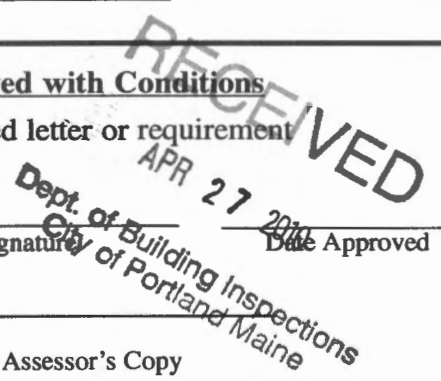 ed with Conditions
ed letter or requirement
RECEIVED
APR 27
Dept. of Building Inspections
City of Portland Maine
gnature
Date Approved
Assessor's Copy